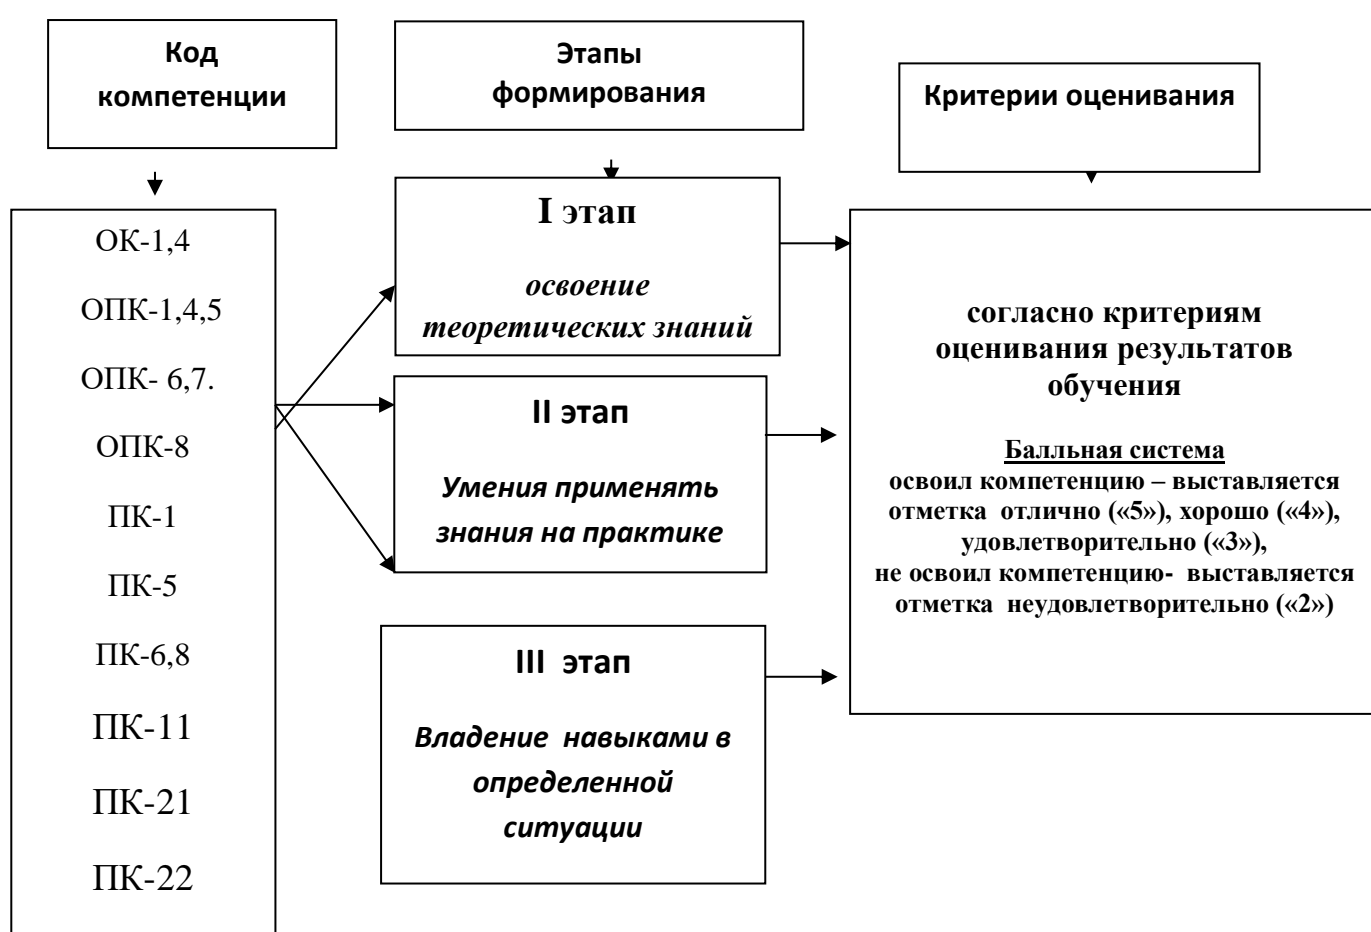 Код
компетенции
Этапы
формирования
Критерии оценивания
ОК-1,4
ОПК-1,4,5
ОПК- 6,7.
ОПК-8
ПК-1
ПК-5
ПК-6,8
ПК-11
ПК-21
ПК-22
I этап
освоение
теоретических знаний
II этап
Умения применять
знания на практике
III этап
Владение навыками в
определенной
ситуации
согласно критериям
оценивания результатов
обучения
Балльная система
освоил компетенцию – выставляется
отметка отлично («5»), хорошо («4»),
удовлетворительно («3»),
не освоил компетенцию- выставляется
отметка неудовлетворительно («2»)